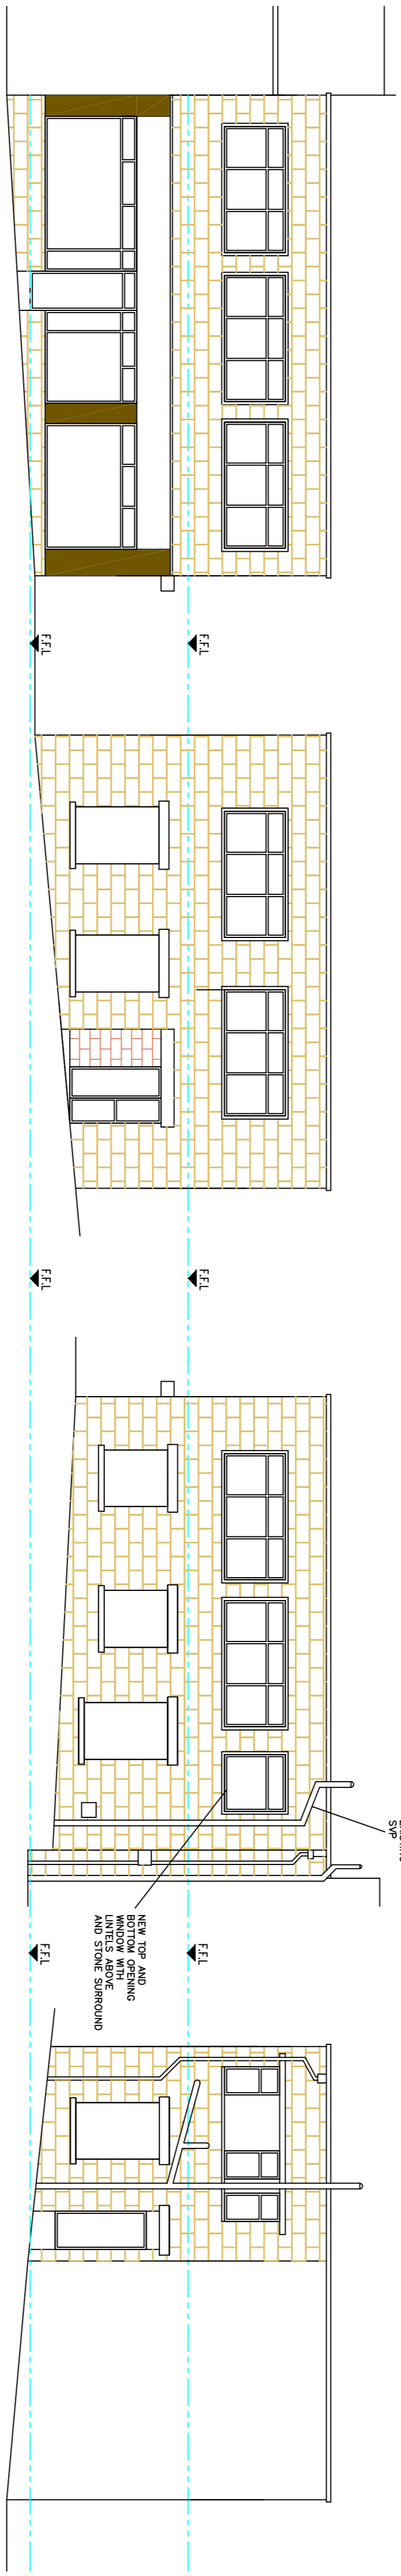 F.F.L
F.F.L
F.F.L
F.F.L
SVP
NEW TOP AND
BOTTOM OPENING
WINDOW WITH
LINTELS ABOVE
AND STONE SURROUND
F.F.L
F.F.L